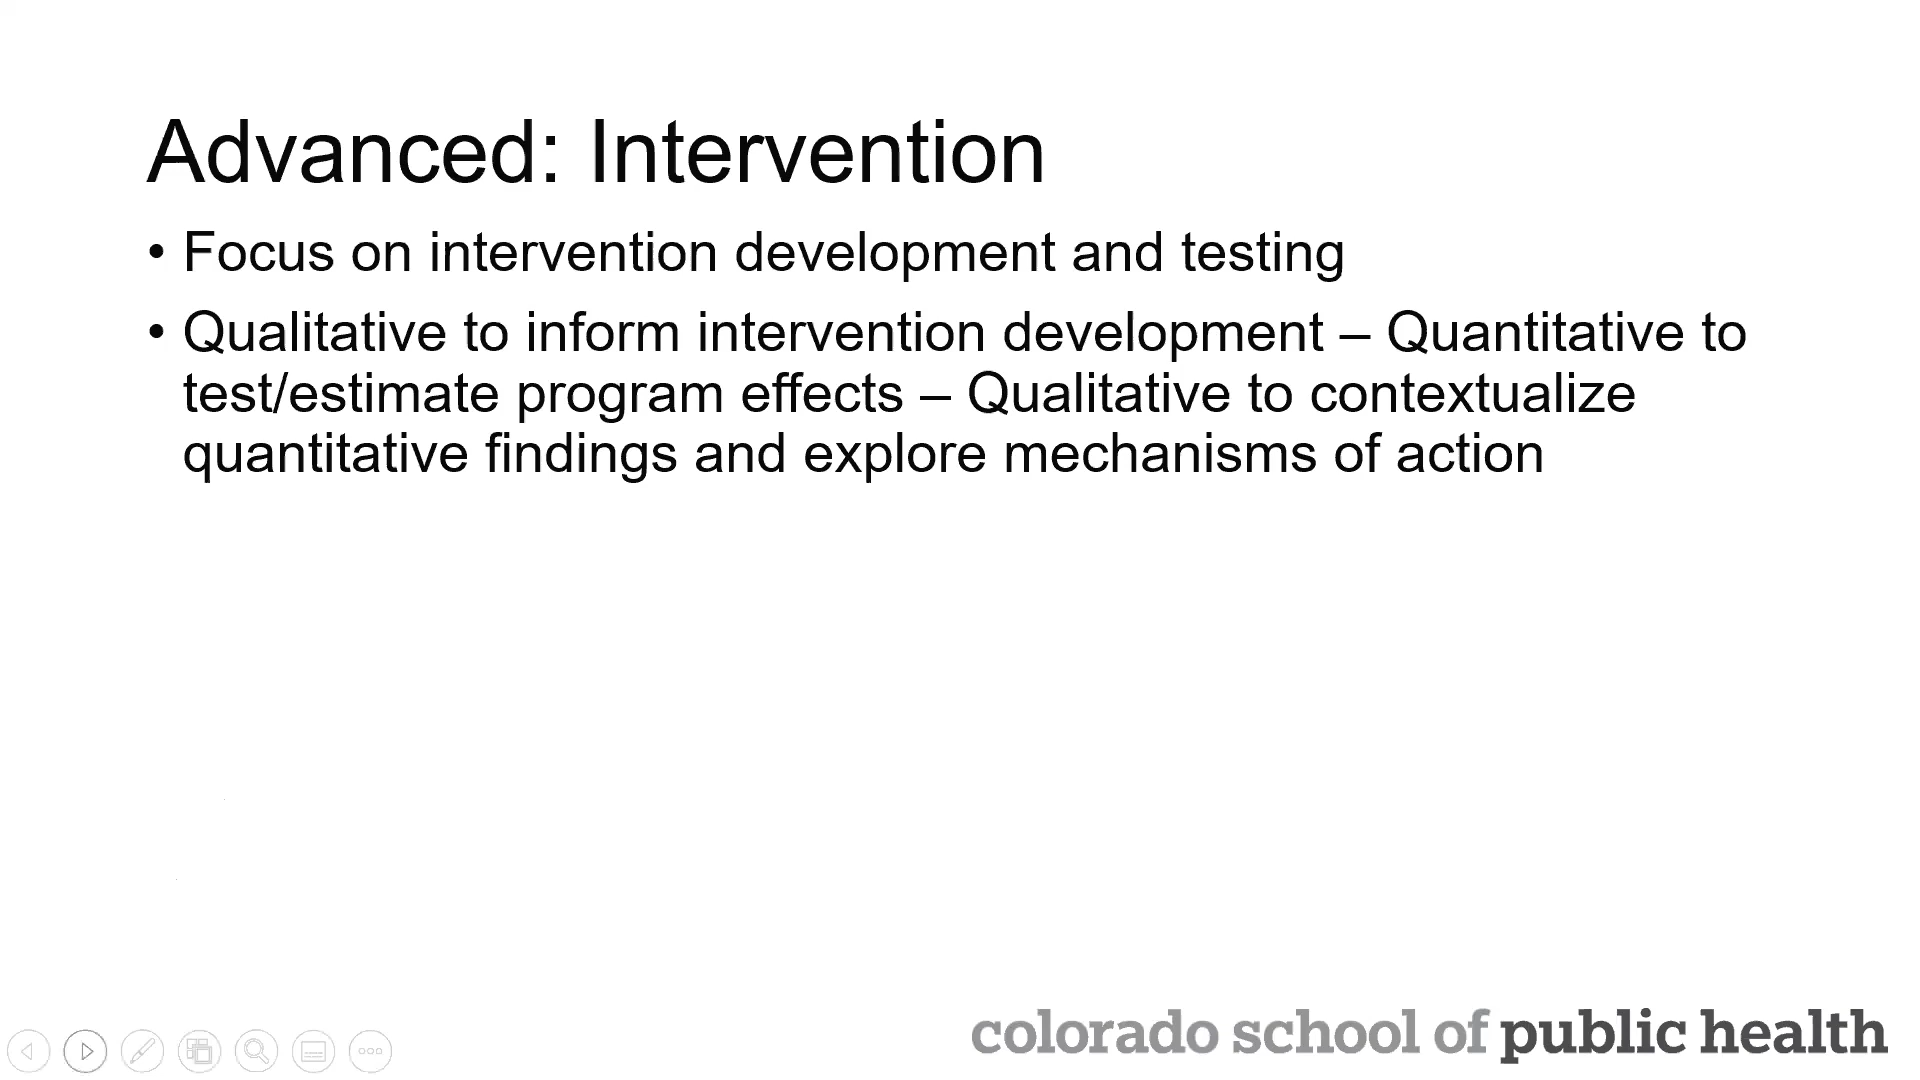 Advanced: Intervention
• Focus on intervention development and testing
• Qualitative to inform intervention development – Quantitative to
test/estimate program effects – Qualitative to contextualize
quantitative findings and explore mechanisms of action
colorado school of public health